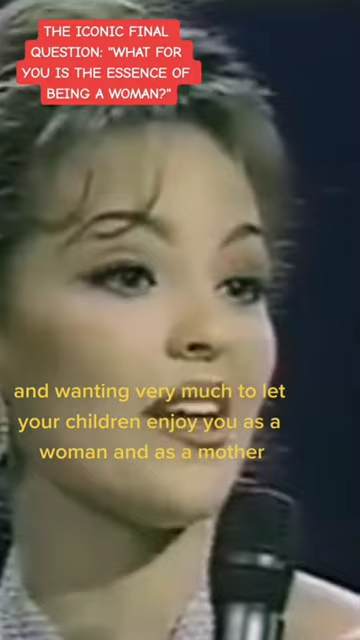 THE ICONIC FINAL
QUESTION: "WHAT FOR
YOU IS THE ESSENCE OF
BEING A WOMAN?"
and wanting very much to let
your children enjoy you as a
woman and as a mother